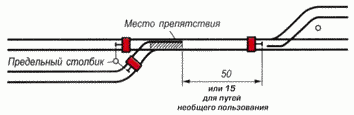 Место препятствия
Предельный столбик
50
или 15
для путей
необщего пользования